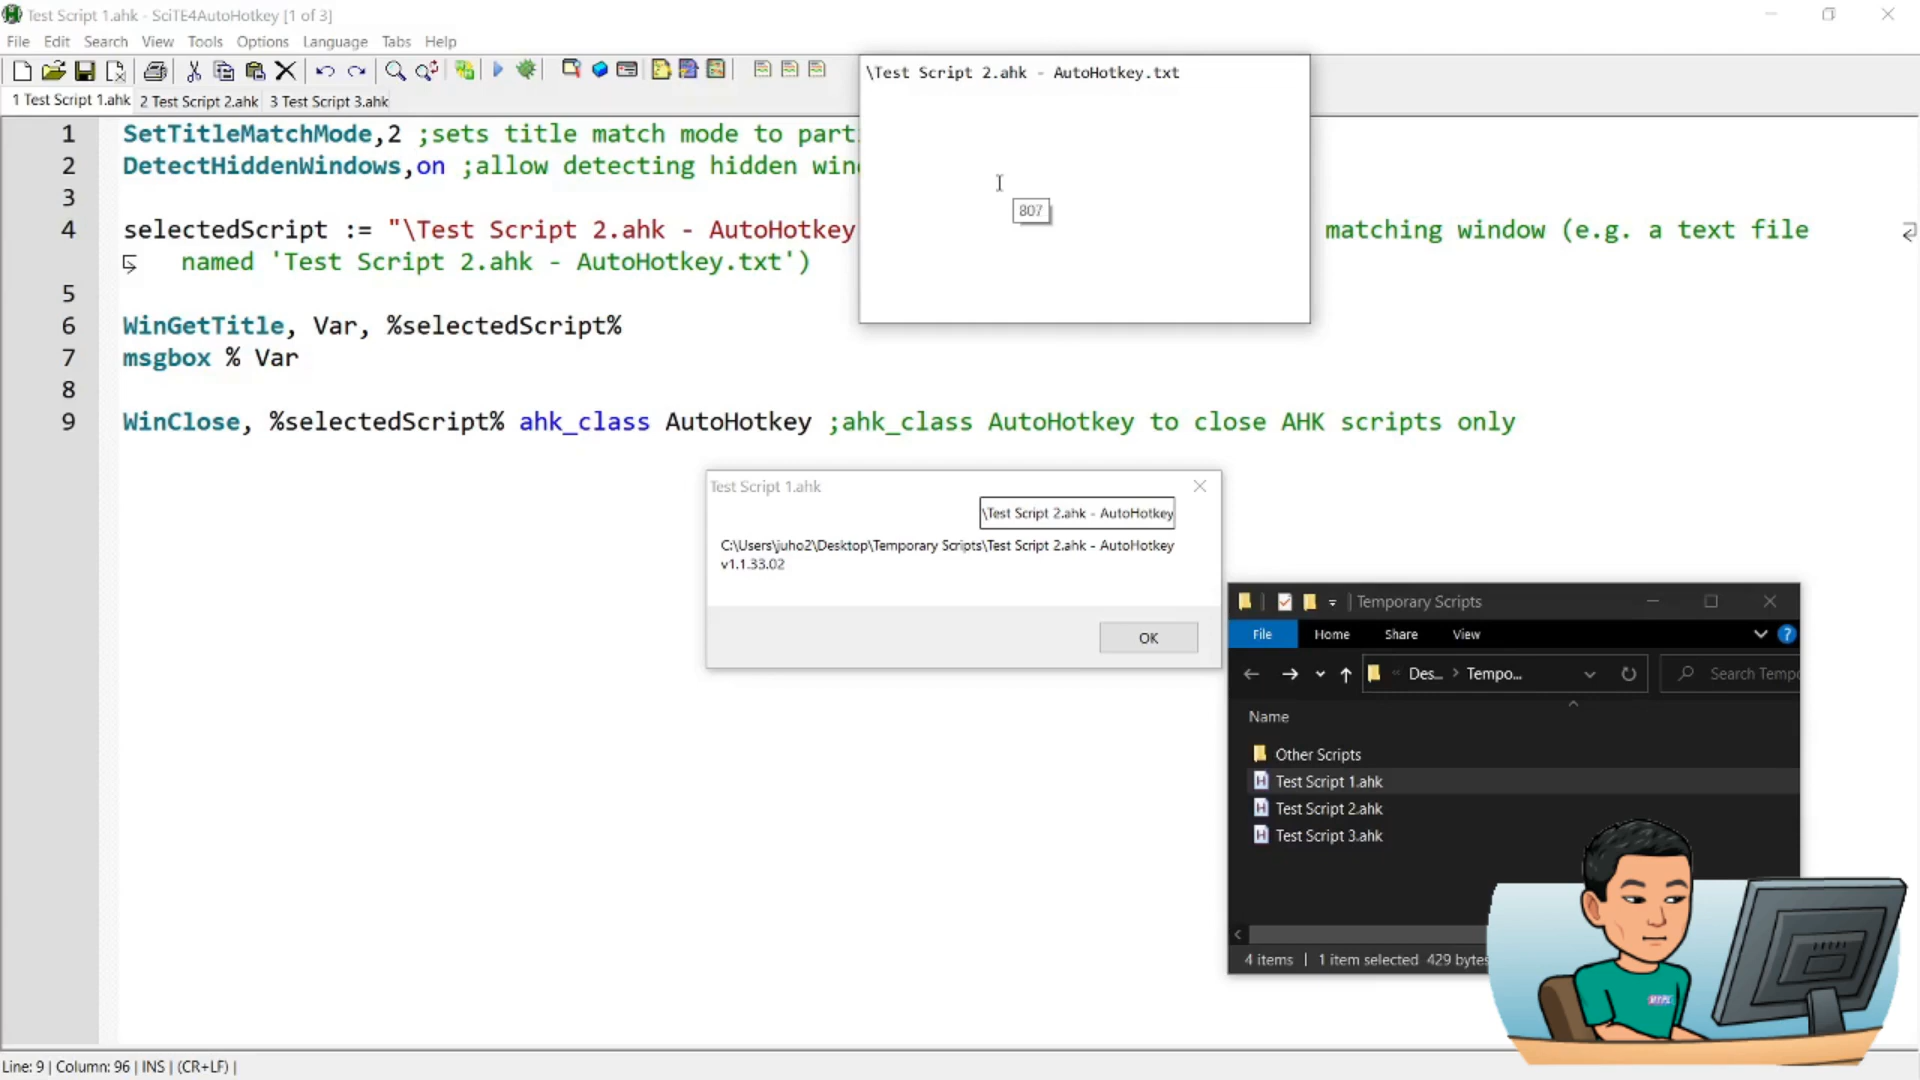 Test Script 1.ahk - SciTE4AutoHotkey [1 of 3]
File Edit Search View Tools Options Language Tabs Help
1 Test Script 1.ahk 2 Test Script 2.ahk 3 Test Script 3.ahk
\Test Script 2.ahk - AutoHotkey.txt
807
1 SetTitleMatchMode,2 ;sets title match mode to part
2 DetectHiddenWindows,on ;allow detecting hidden win
3
4 selectedScript := "\Test Script 2.ahk - AutoHotkey matching window (e.g. a text file
named 'Test Script 2.ahk - AutoHotkey.txt')
5
6 WinGetTitle, Var, %selectedScript%
7 msgbox % Var
8
9 WinClose, %selectedScript% ahk_class AutoHotkey ;ahk_class AutoHotkey to close AHK scripts only
Test Script 1.ahk
\Test Script 2.ahk - AutoHotkey
C:\Users\juho2\Desktop\Temporary Scripts\Test Script 2.ahk - AutoHotkey
v1.1.33.02
OK
Temporary Scripts
File Home Share View
Des... Tempo... Search Tempo
Name
Other Scripts
Test Script 1.ahk
Test Script 2.ahk
Test Script 3.ahk
4 items 1 item selected 429 bytes
Line: 9 | Column: 96 | INS | (CR+LF) |